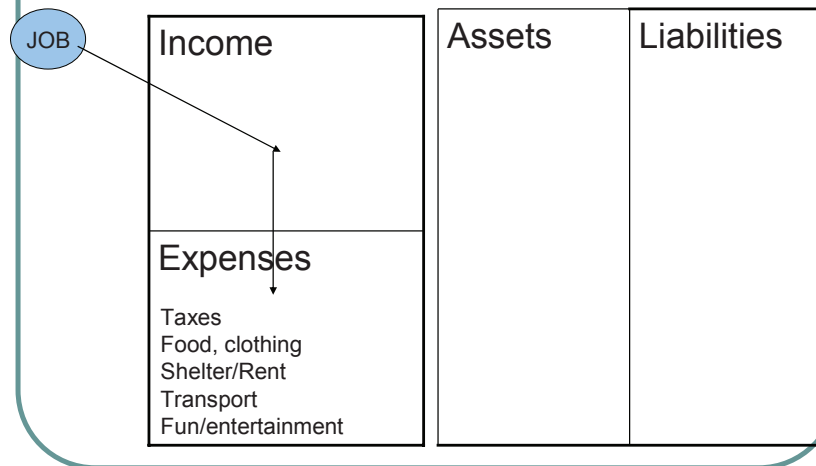 JOB
Income
Expenses
Taxes
Food, clothing
Shelter/Rent
Transport
Fun/entertainment
Assets
Liabilities